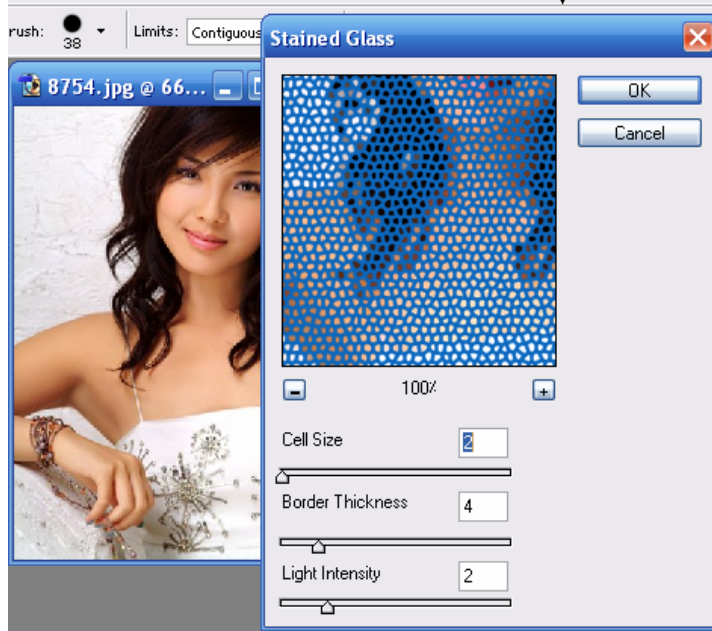 rush: 38 Limits: Contiguous
Stained Glass
8754.jpg @ 66...
OK
Cancel
- 100% +
Cell Size 2
Border Thickness 4
Light Intensity 2